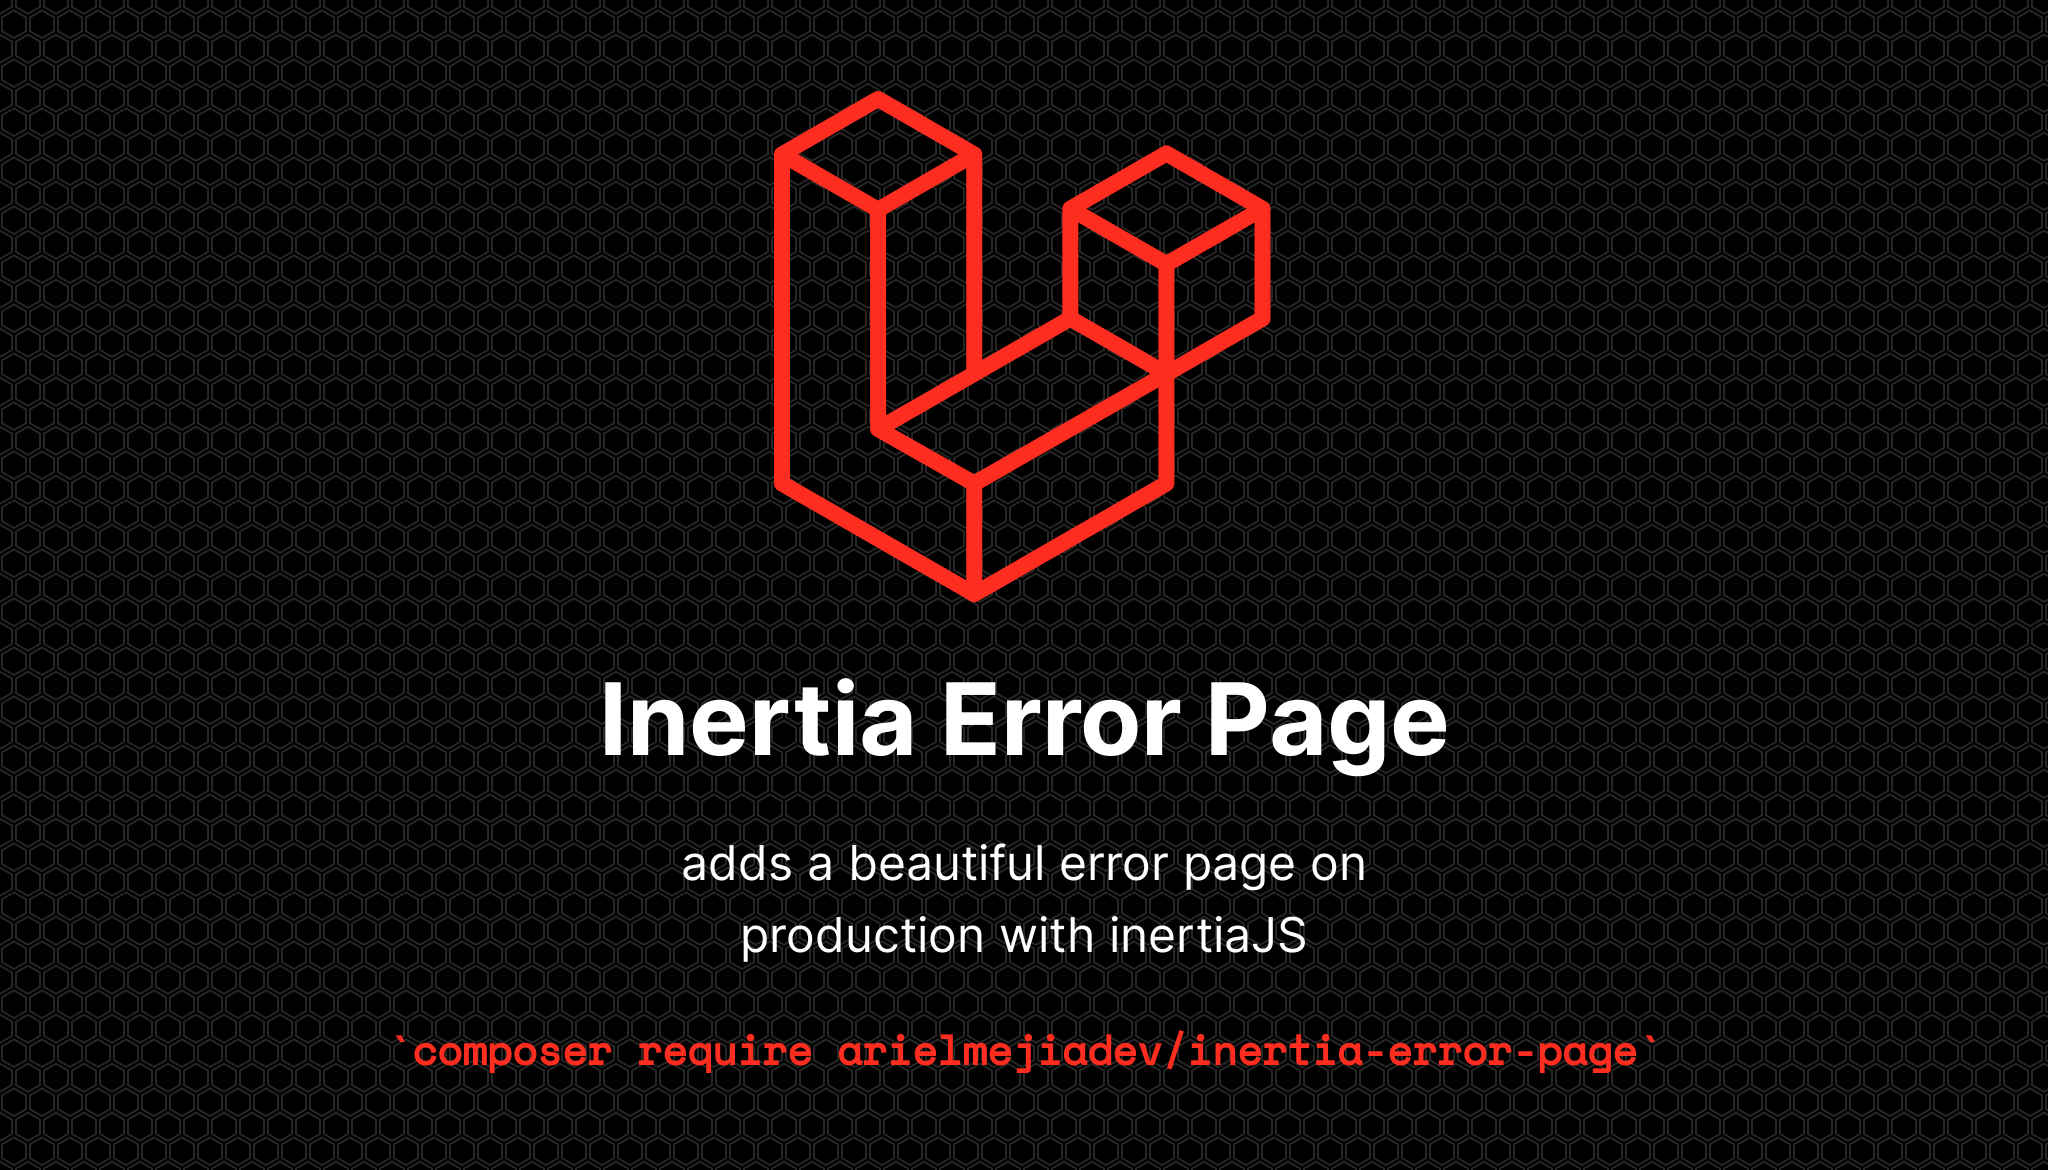 Inertia Error Page
adds a beautiful error page on
production with inertiaJS
`composer require arielmejiadev/inertia-error-page`